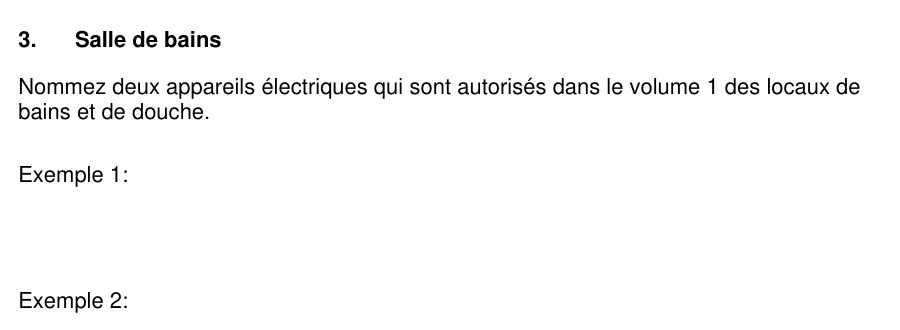 3. Salle de bains
Nommez deux appareils électriques qui sont autorisés dans le volume 1 des locaux de
bains et de douche.
Exemple 1:
Exemple 2: